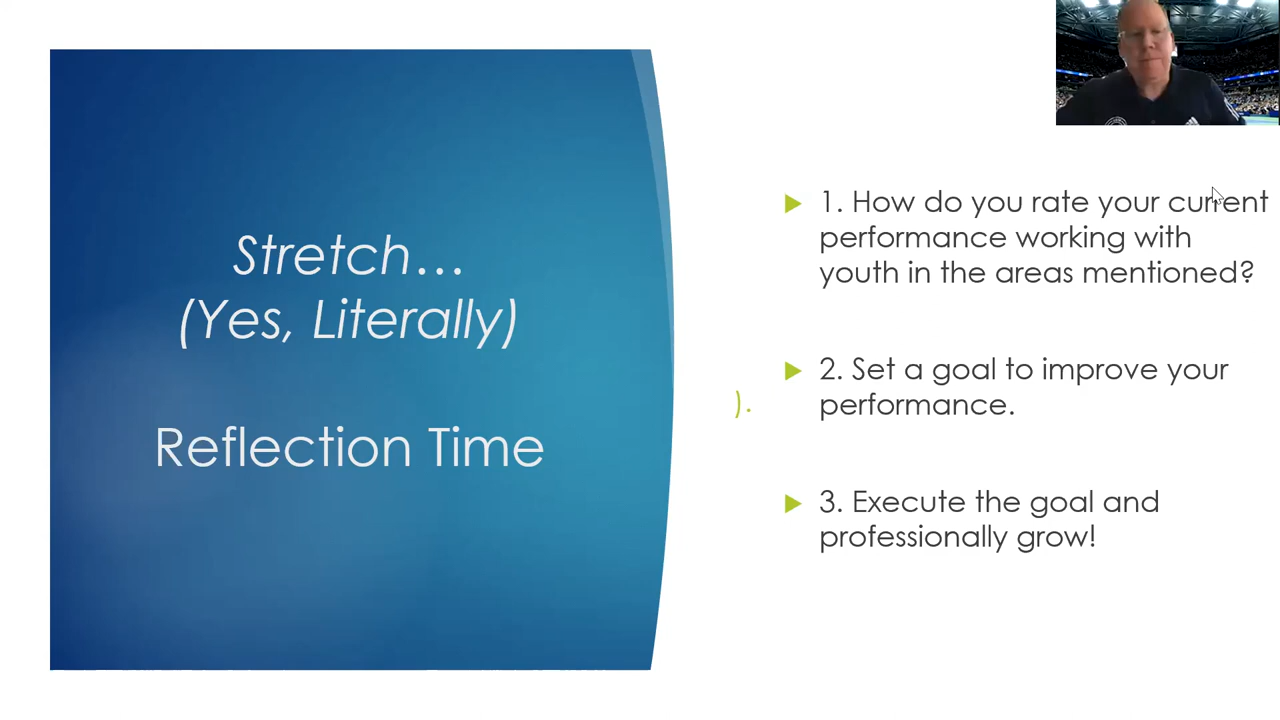 Stretch…
(Yes, Literally)
Reflection Time
1. How do you rate your current
performance working with
youth in the areas mentioned?
2. Set a goal to improve your
).
performance.
3. Execute the goal and
professionally grow!